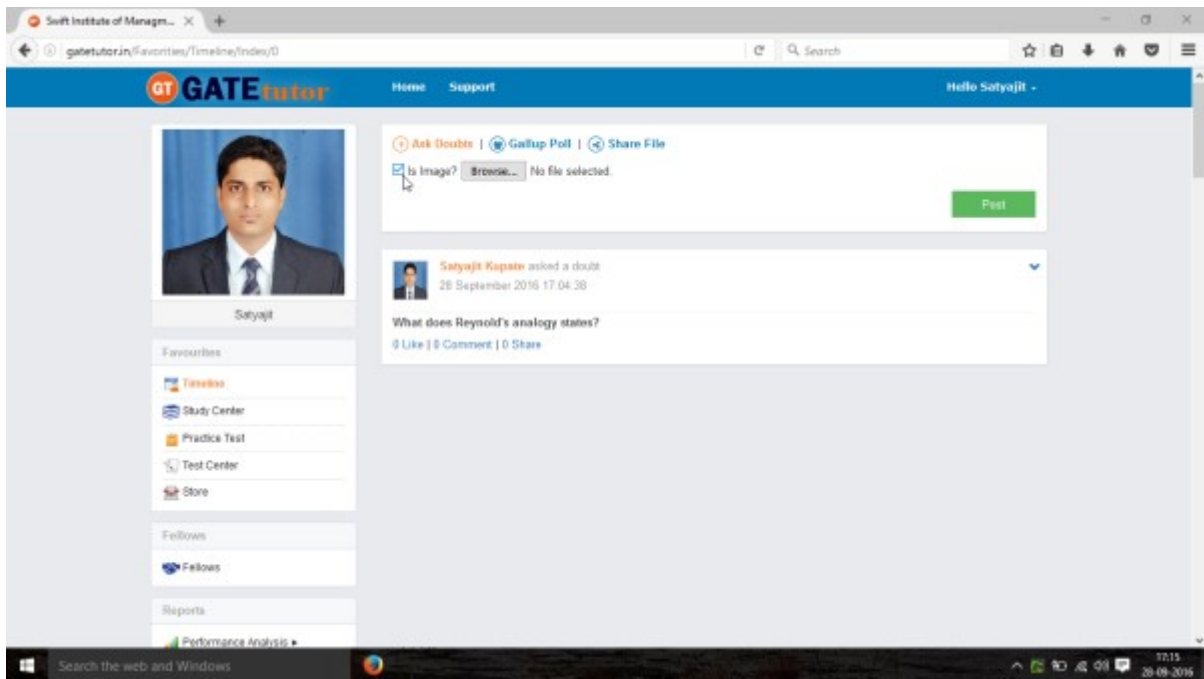 Swift Institute of Managm...
gatetutor.in/Favorities/Timeline/Index/0
Search
GT GATEtutor
Home Support
Hello Satyajit
Ask Doubts | Gallup Poll | Share File
Is Image? Browse... No file selected.
Post
Satyajit
Satyajit Kupate asked a doubt
28 September 2016 17.04.38
What does Reynold's analogy states?
0 Like | 0 Comment | 0 Share
Favourites
Timeline
Study Center
Practice Test
Test Center
Store
Fellows
Fellows
Reports
Performance Analysis
Search the web and Windows
17:15
28-09-2016